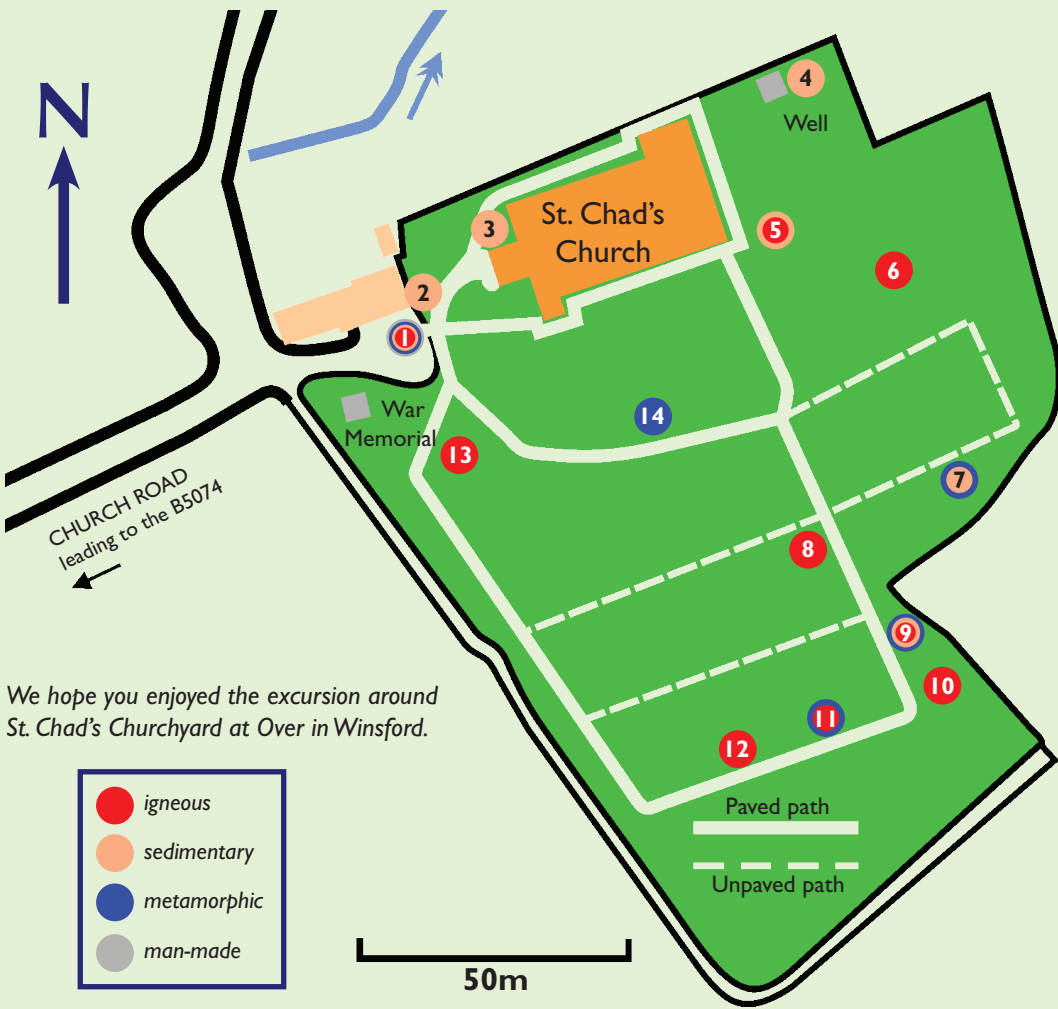 N
4
Well
St. Chad's
Church
3
5
6
2
1
War
Memorial
14
13
7
CHURCH ROAD
leading to the B5074
8
9
10
11
12
We hope you enjoyed the excursion around
St. Chad's Churchyard at Over in Winsford.
igneous
sedimentary
metamorphic
man-made
Paved path
Unpaved path
50m